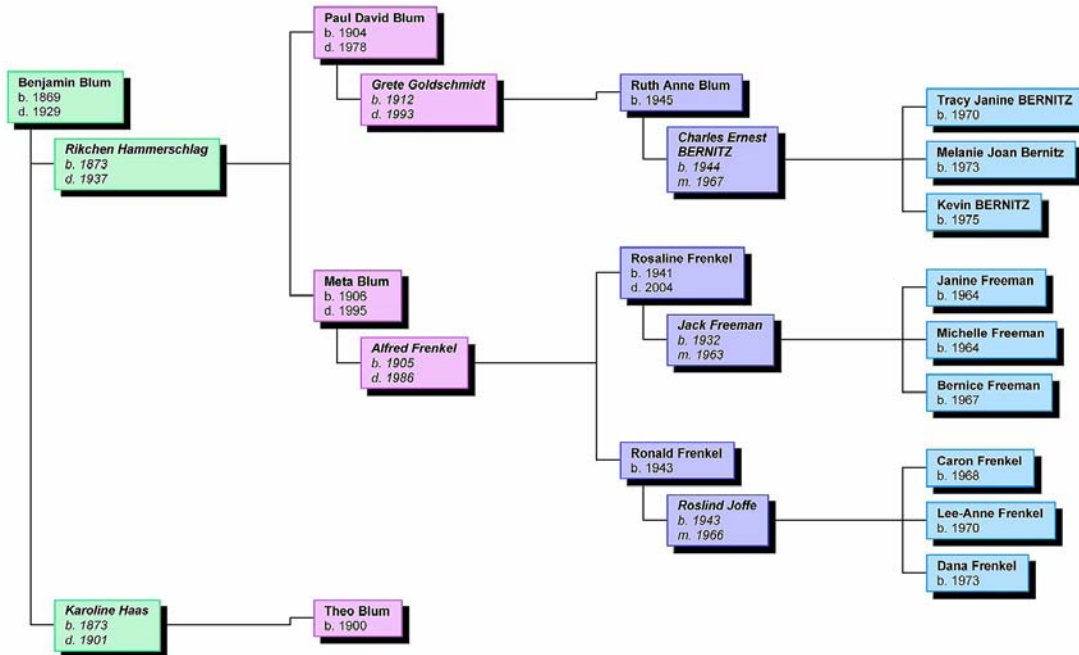 Benjamin Blum
b. 1869
d. 1929
Rikchen Hammerschlag
b. 1873
d. 1937
Paul David Blum
b. 1904
d. 1978
Grete Goldschmidt
b. 1912
d. 1993
Ruth Anne Blum
b. 1945
Charles Ernest
BERNITZ
b. 1944
m. 1967
Tracy Janine BERNITZ
b. 1970
Melanie Joan Bernitz
b. 1973
Kevin BERNITZ
b. 1975
Meta Blum
b. 1906
d. 1995
Alfred Frenkel
b. 1905
d. 1986
Rosaline Frenkel
b. 1941
d. 2004
Jack Freeman
b. 1932
m. 1963
Janine Freeman
b. 1964
Michelle Freeman
b. 1964
Bernice Freeman
b. 1967
Ronald Frenkel
b. 1943
Roslind Joffe
b. 1943
m. 1966
Caron Frenkel
b. 1968
Lee-Anne Frenkel
b. 1970
Dana Frenkel
b. 1973
Karoline Haas
b. 1873
d. 1901
Theo Blum
b. 1900